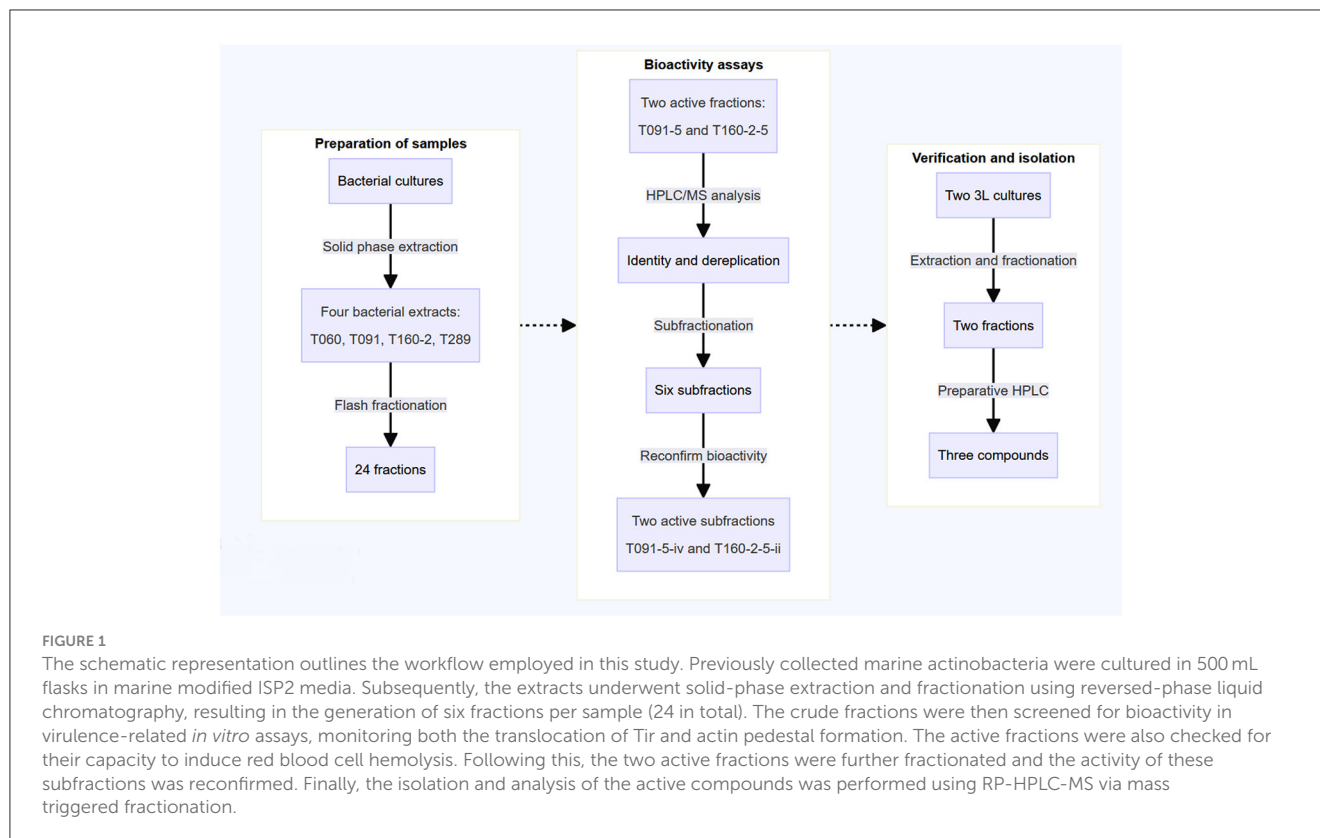 Preparation of samples
Bacterial cultures
Solid phase extraction
Four bacterial extracts:
T060, T091, T160-2, T289
Flash fractionation
24 fractions
Bioactivity assays
Two active fractions:
T091-5 and T160-2-5
HPLC/MS analysis
Identity and dereplication
Subfractionation
Six subfractions
Reconfirm bioactivity
Two active subfractions
T091-5-iv and T160-2-5-ii
Verification and isolation
Two 3L cultures
Extraction and fractionation
Two fractions
Preparative HPLC
Three compounds
FIGURE 1
The schematic representation outlines the workflow employed in this study. Previously collected marine actinobacteria were cultured in 500 mL
flasks in marine modified ISP2 media. Subsequently, the extracts underwent solid-phase extraction and fractionation using reversed-phase liquid
chromatography, resulting in the generation of six fractions per sample (24 in total). The crude fractions were then screened for bioactivity in
virulence-related in vitro assays, monitoring both the translocation of Tir and actin pedestal formation. The active fractions were also checked for
their capacity to induce red blood cell hemolysis. Following this, the two active fractions were further fractionated and the activity of these
subfractions was reconfirmed. Finally, the isolation and analysis of the active compounds was performed using RP-HPLC-MS via mass
triggered fractionation.